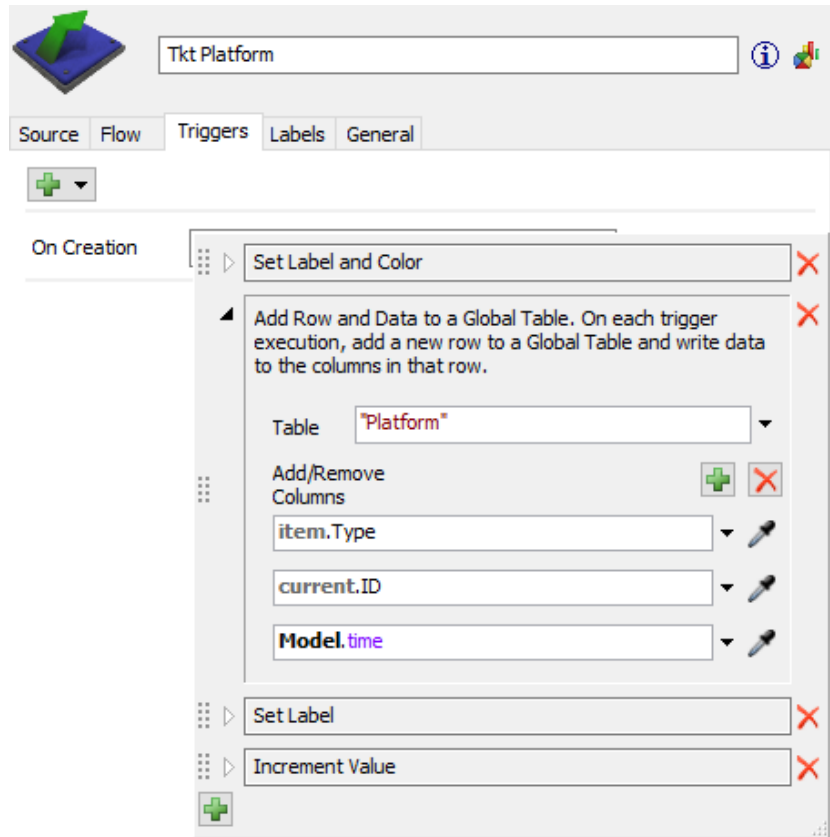 Tkt Platform
Source Flow Triggers Labels General
On Creation
Set Label and Color
Add Row and Data to a Global Table. On each trigger
execution, add a new row to a Global Table and write data
to the columns in that row.
Table "Platform"
Add/Remove
Columns
item.Type
current.ID
Model.time
Set Label
Increment Value